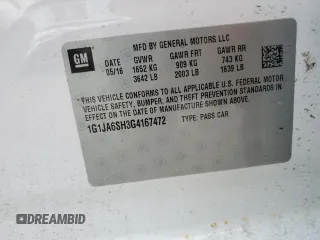 GM
MFD BY GENERAL MOTORS LLC
DATE GVWR GAWR FRT GAWR RR
05/16 1652 KG 909 KG 743 KG
3642 LB 2003 LB 1639 LB
THIS VEHICLE CONFORMS TO ALL APPLICABLE U.S. FEDERAL MOTOR
VEHICLE SAFETY, BUMPER, AND THEFT PREVENTION STANDARDS IN
EFFECT ON THE DATE OF MANUFACTURE SHOWN ABOVE.
1G1JA6SH3G4167472 TYPE: PASS CAR
DREAMBID
DREAMBID.COM